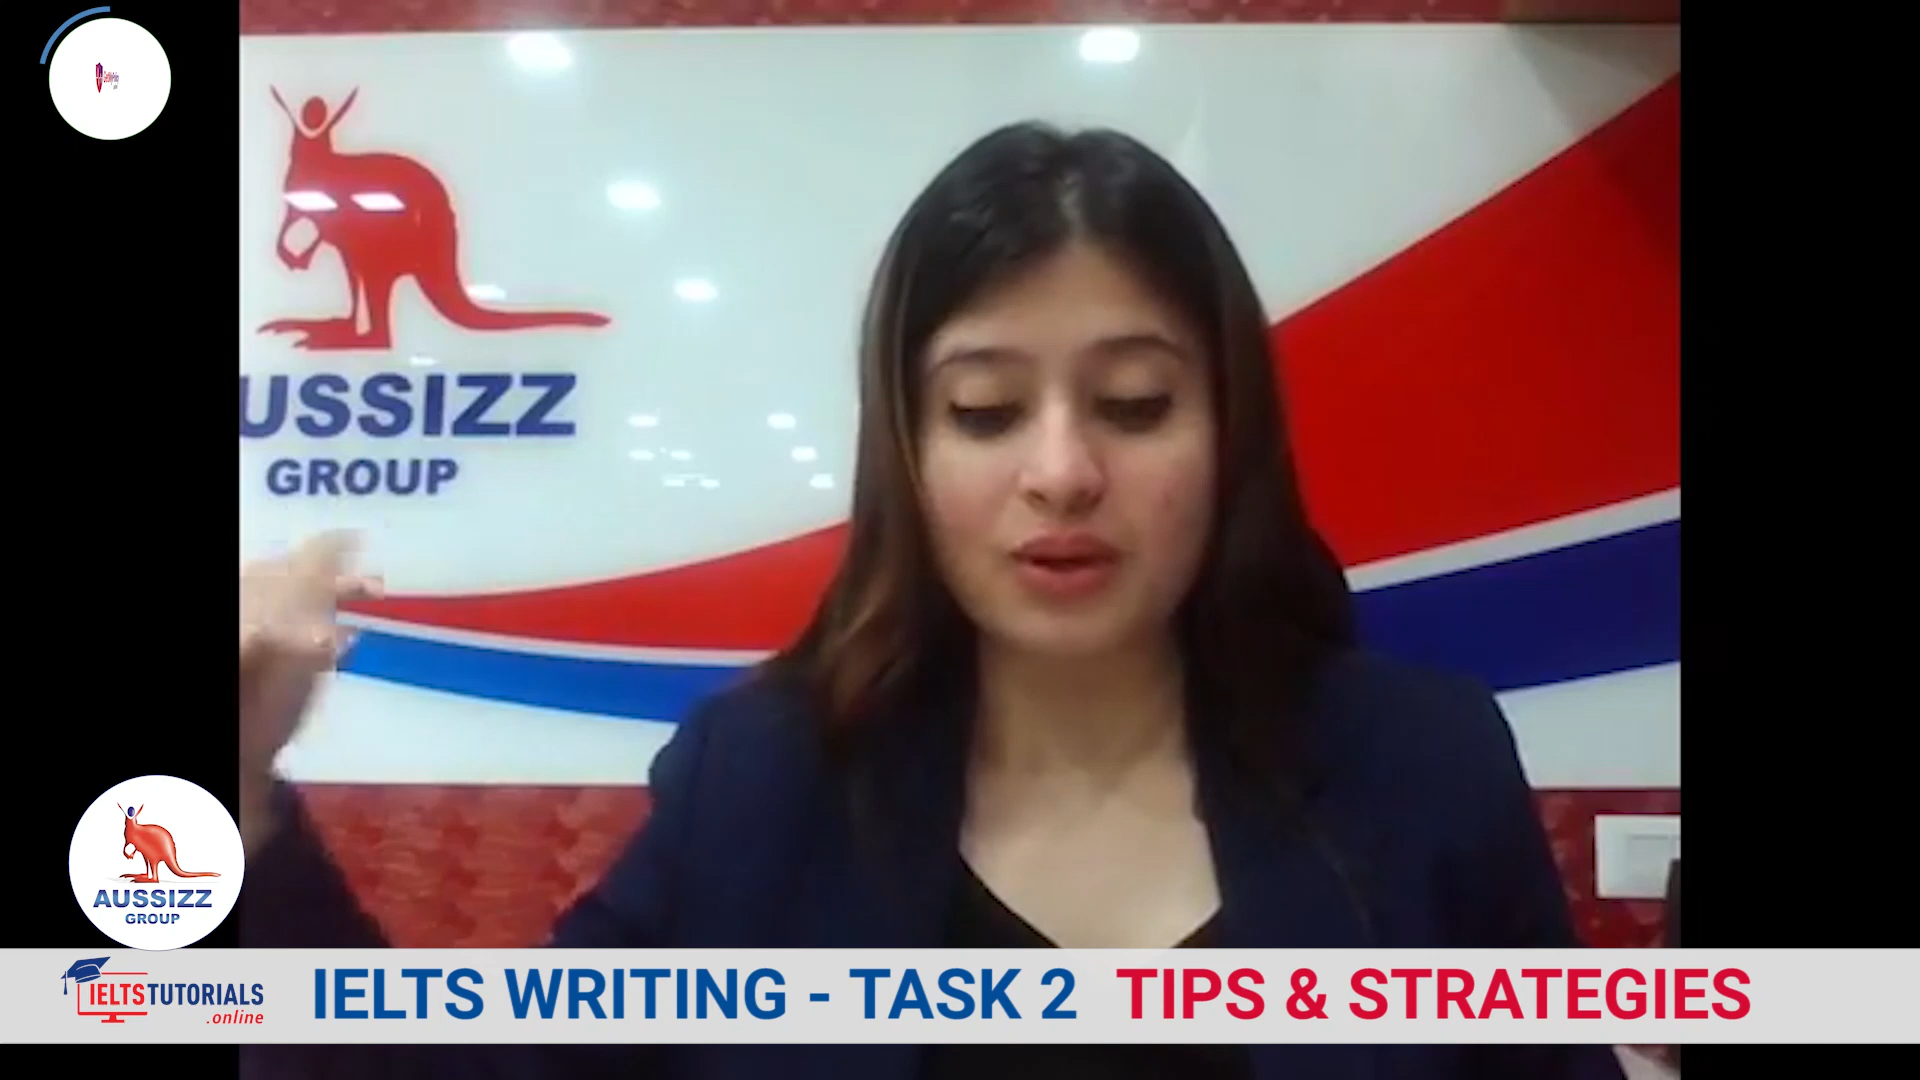 USSIZZ
GROUP
AUSSIZZ
GROUP
IELTSTUTORIALS
.online
IELTS WRITING - TASK 2 TIPS & STRATEGIES